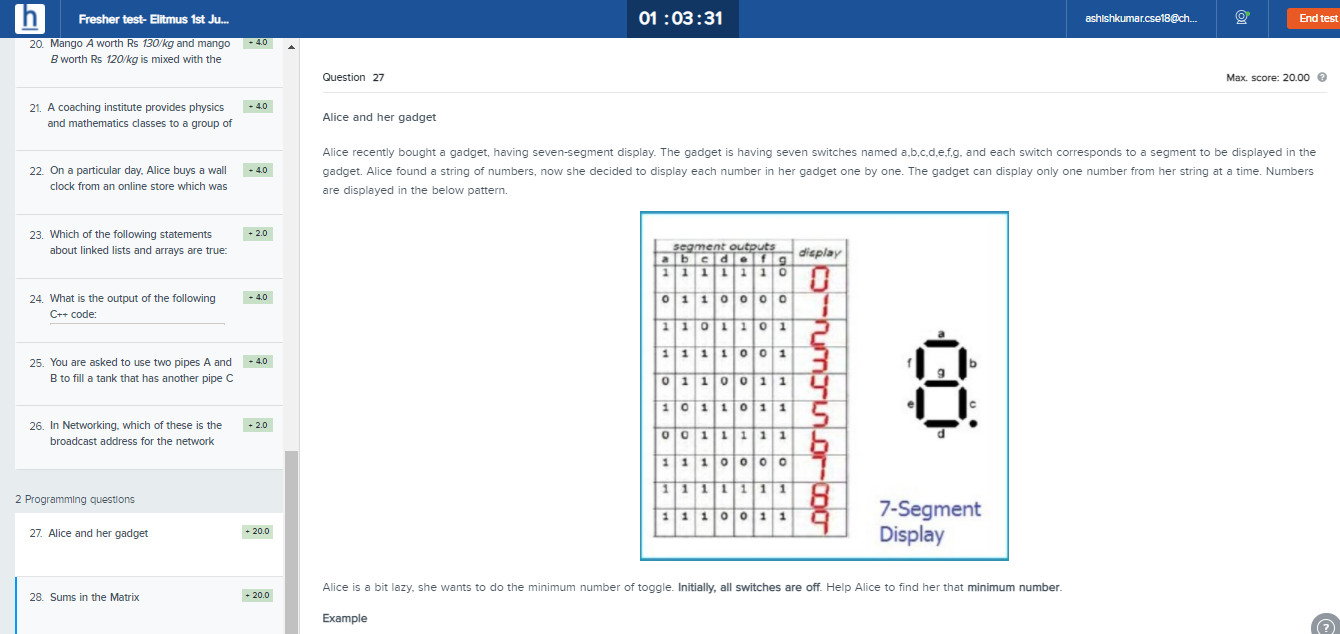 h
Fresher test- Elitmus 1st Ju...
01 : 03 : 31
ashishkumar.cse18@ch...
End test
20. Mango A worth Rs 130/kg and mango + 4.0
B worth Rs 120/kg is mixed with the
21. A coaching institute provides physics + 4.0
and mathematics classes to a group of
22. On a particular day, Alice buys a wall + 4.0
clock from an online store which was
23. Which of the following statements + 2.0
about linked lists and arrays are true:
24. What is the output of the following + 4.0
C++ code:
25. You are asked to use two pipes A and + 4.0
B to fill a tank that has another pipe C
26. In Networking, which of these is the + 2.0
broadcast address for the network
2 Programming questions
27. Alice and her gadget + 20.0
28. Sums in the Matrix + 20.0
Question 27
Max. score: 20.00 ?
Alice and her gadget
Alice recently bought a gadget, having seven-segment display. The gadget is having seven switches named a,b,c,d,e,f,g, and each switch corresponds to a segment to be displayed in the
gadget. Alice found a string of numbers, now she decided to display each number in her gadget one by one. The gadget can display only one number from her string at a time. Numbers
are displayed in the below pattern.
segment outputs display
a b c d e f g
1 1 1 1 1 1 0 0
0 1 1 0 0 0 0 1
1 1 0 1 1 0 1 2
1 1 1 1 0 0 1 3
0 1 1 0 0 1 1 4
1 0 1 1 0 1 1 5
0 0 1 1 1 1 1 6
1 1 1 0 0 0 0 7
1 1 1 1 1 1 1 8
1 1 1 0 0 1 1 9
a
f b
g
e c
d
7-Segment
Display
Alice is a bit lazy, she wants to do the minimum number of toggle. Initially, all switches are off. Help Alice to find her that minimum number.
Example
?